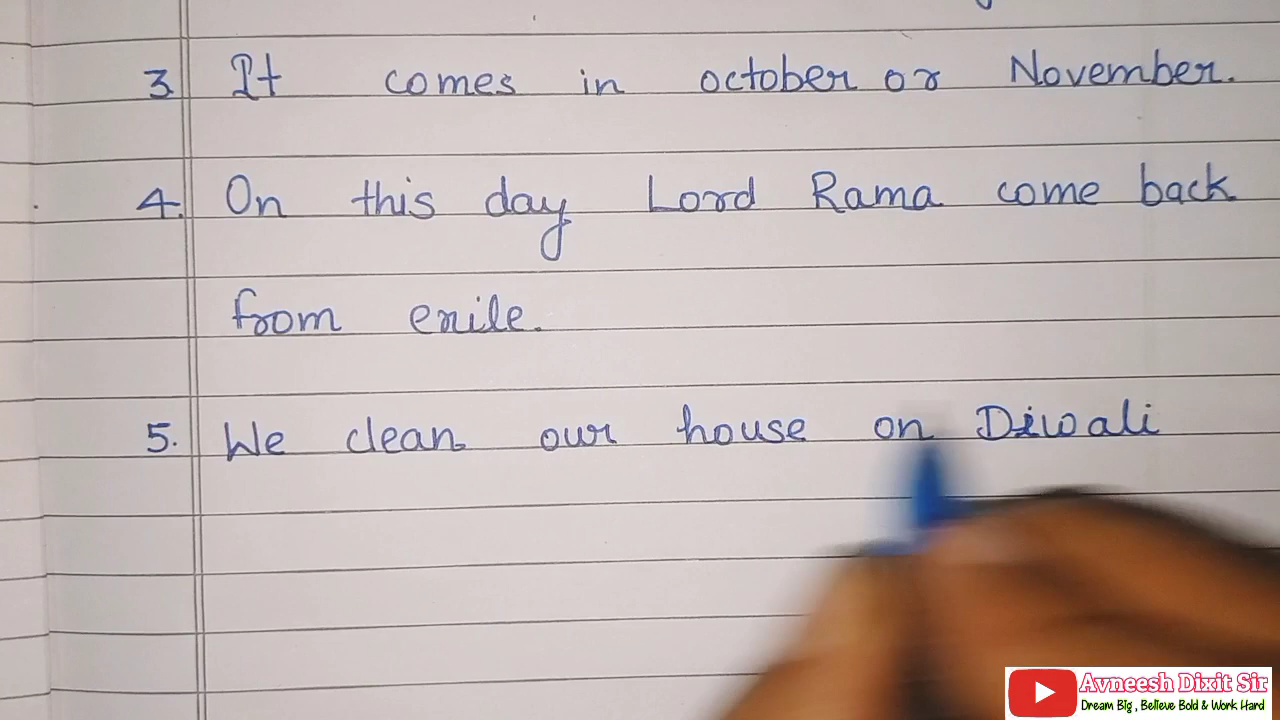 3. It comes in october or November.
4. On this day Lord Rama come back
from exile.
5. We clean our house on Diwali
Avneesh Dixit Sir
Dream Big, Believe Bold & Work Hard